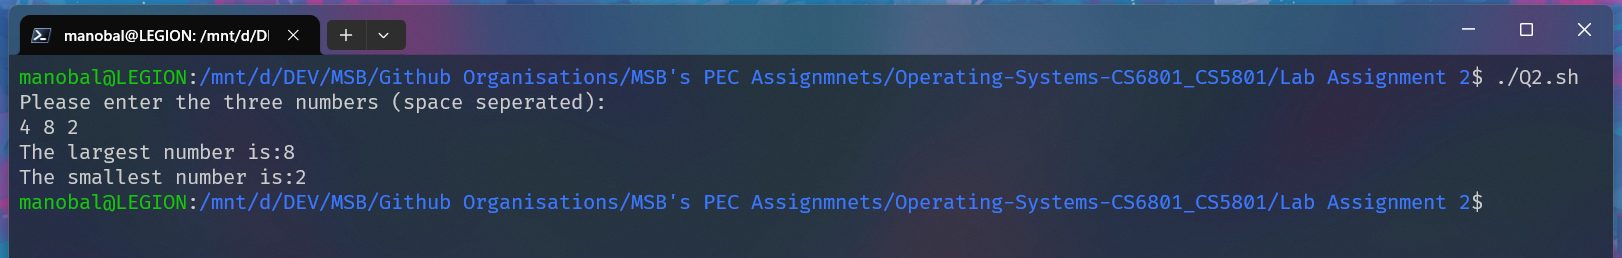 manobal@LEGION: /mnt/d/D
manobal@LEGION:/mnt/d/DEV/MSB/Github Organisations/MSB's PEC Assignmnets/Operating-Systems-CS6801_CS5801/Lab Assignment 2$ ./Q2.sh
Please enter the three numbers (space seperated):
4 8 2
The largest number is:8
The smallest number is:2
manobal@LEGION:/mnt/d/DEV/MSB/Github Organisations/MSB's PEC Assignmnets/Operating-Systems-CS6801_CS5801/Lab Assignment 2$